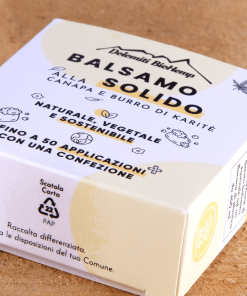 Dolomiti BioHemp
BALSAMO
SOLIDO
ALLA
CANAPA E BURRO DI KARITÈ
NATURALE, VEGETALE
E SOSTENIBILE
FINO A 50 APPLICAZIONI
CON UNA CONFEZIONE
Scatola
Carta
PAP
Raccolta differenziata.
le disposizioni del tuo Comune.